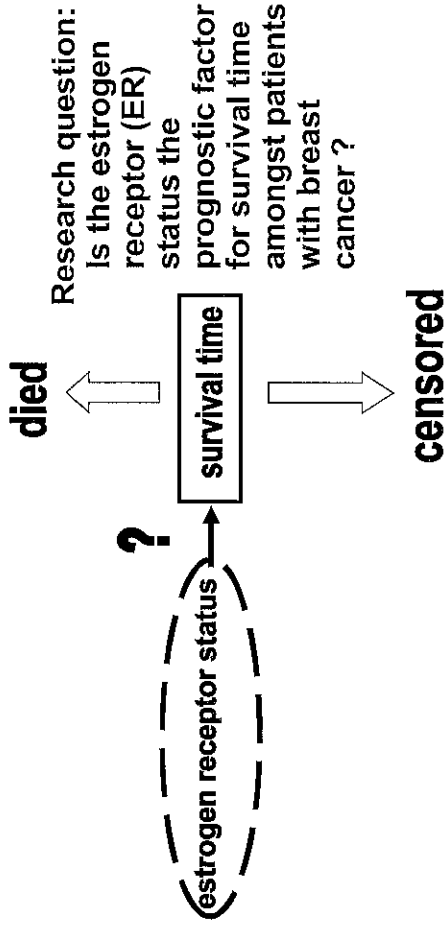 Research question:
Is the estrogen
receptor (ER)
status the
prognostic factor
for survival time
amongst patients
with breast
cancer ?
died
?
estrogen receptor status
survival time
censored